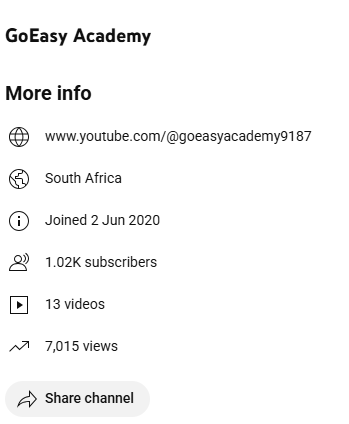 GoEasy Academy
More info
www.youtube.com/@goeasyacademy9187
South Africa
Joined 2 Jun 2020
1.02K subscribers
13 videos
7,015 views
Share channel